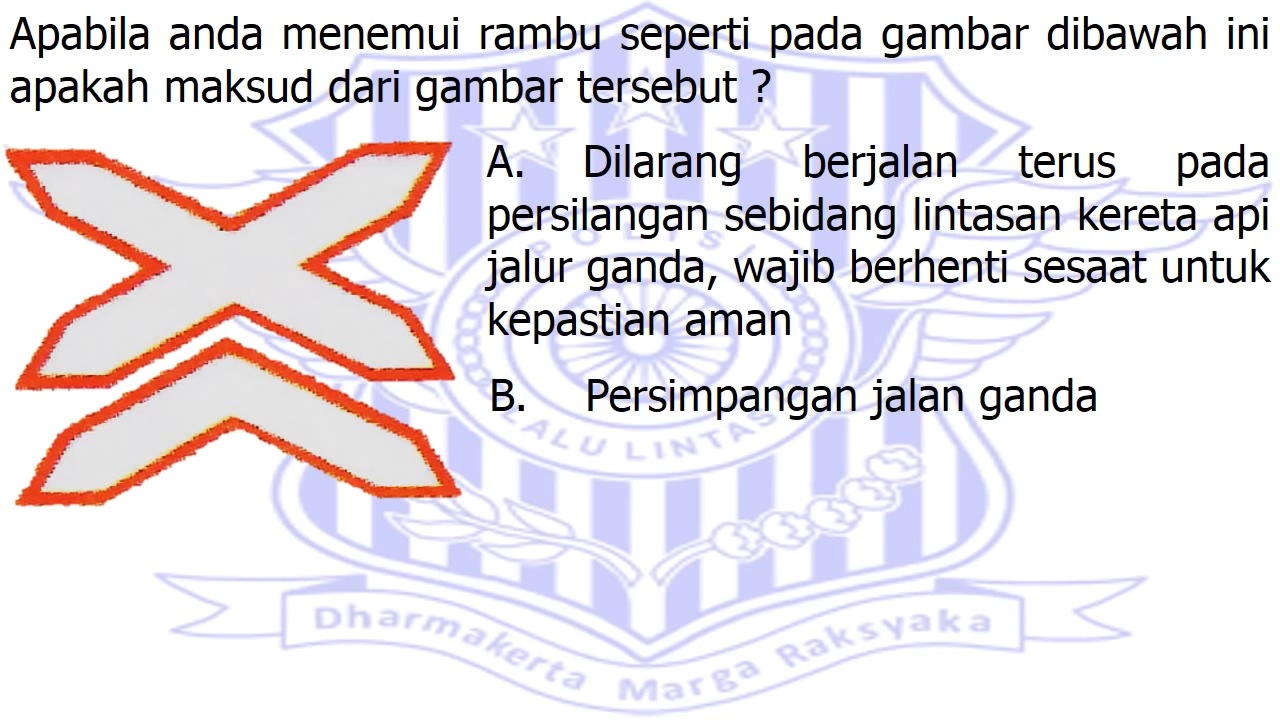 Apabila anda menemui rambu seperti pada gambar dibawah ini
apakah maksud dari gambar tersebut ?
A. Dilarang berjalan terus pada
persilangan sebidang lintasan kereta api
jalur ganda, wajib berhenti sesaat untuk
kepastian aman
B. Persimpangan jalan ganda
POLISI
LALU LINTAS
Dharmakerta Marga Raksyaka